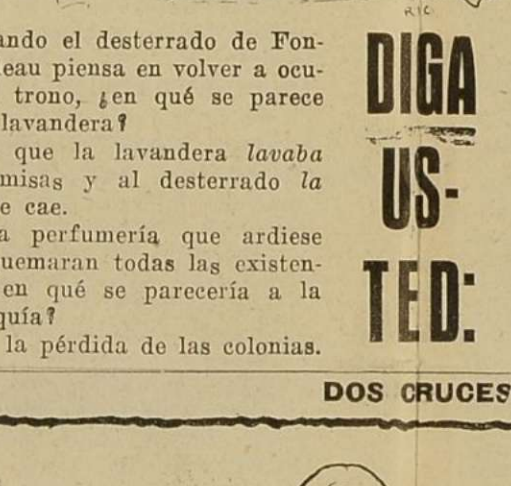 RIC
ando el desterrado de Fon-
eau piensa en volver a ocu-
trono, ¿en qué se parece
lavandera?
que la lavandera lavaba
misas y al desterrado la
e cae.
a perfumería que ardiese
uemaran todas las existen-
en qué se parecería a la
quía?
la pérdida de las colonias.
DIGA
US-
TED:
DOS CRUCES